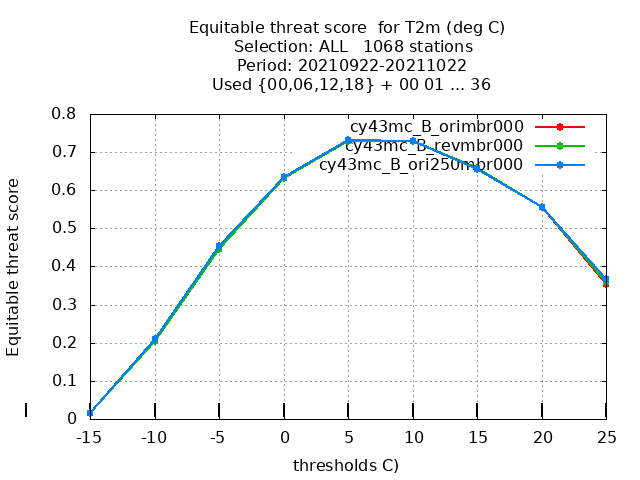 Equitable threat score for T2m (deg C)
Selection: ALL 1068 stations
Period: 20210922-20211022
Used {00,06,12,18} + 00 01 ... 36
cy43mc_B_orimbr000
cy43mc_B_revmbr000
cy43mc_B_ori250mbr000
Equitable threat score
0.8
0.7
0.6
0.5
0.4
0.3
0.2
0.1
0
-15 -10 -5 0 5 10 15 20 25
thresholds C)